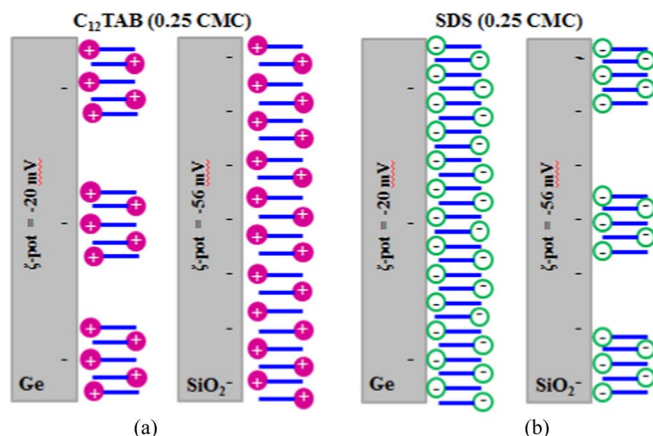 C₁₂TAB (0.25 CMC)
SDS (0.25 CMC)
ζ-pot = -20 mV
Ge
ζ-pot = -56 mV
SiO₂
ζ-pot = -20 mV
Ge
ζ-pot = -56 mV
SiO₂
(a)
(b)